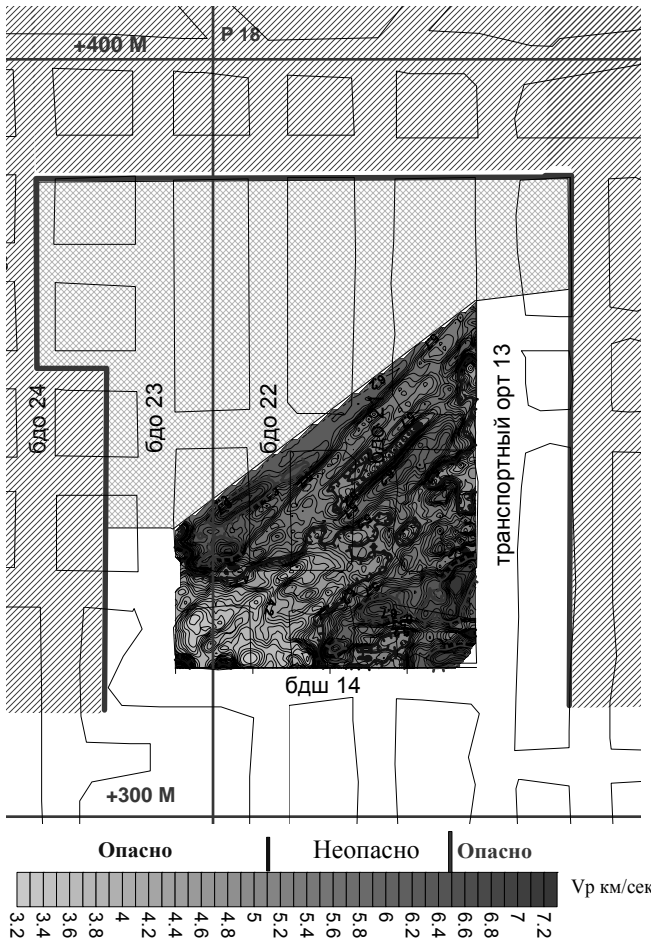 +400 М
Р 18
бдо 24
бдо 23
бдо 22
транспортный орт 13
бдш 14
+300 М
Опасно
Неопасно
Опасно
Vp км/сек
3.2 3.4 3.6 3.8 4 4.2 4.4 4.6 4.8 5 5.2 5.4 5.6 5.8 6 6.2 6.4 6.6 6.8 7 7.2